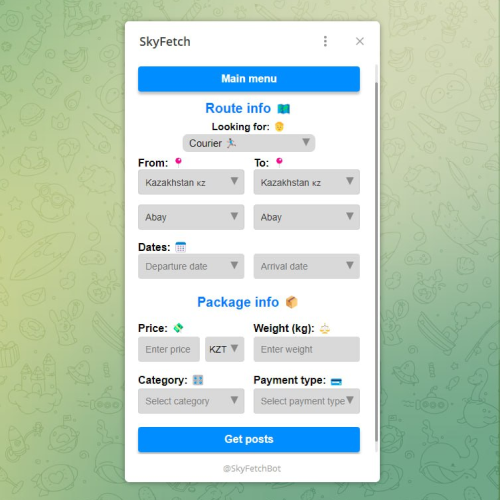 SkyFetch
Main menu
Route info
Looking for:
Courier
From: To:
Kazakhstan KZ Kazakhstan KZ
Abay Abay
Dates:
Departure date Arrival date
Package info
Price: Weight (kg):
Enter price KZT Enter weight
Category: Payment type:
Select category Select payment type
Get posts
@SkyFetchBot